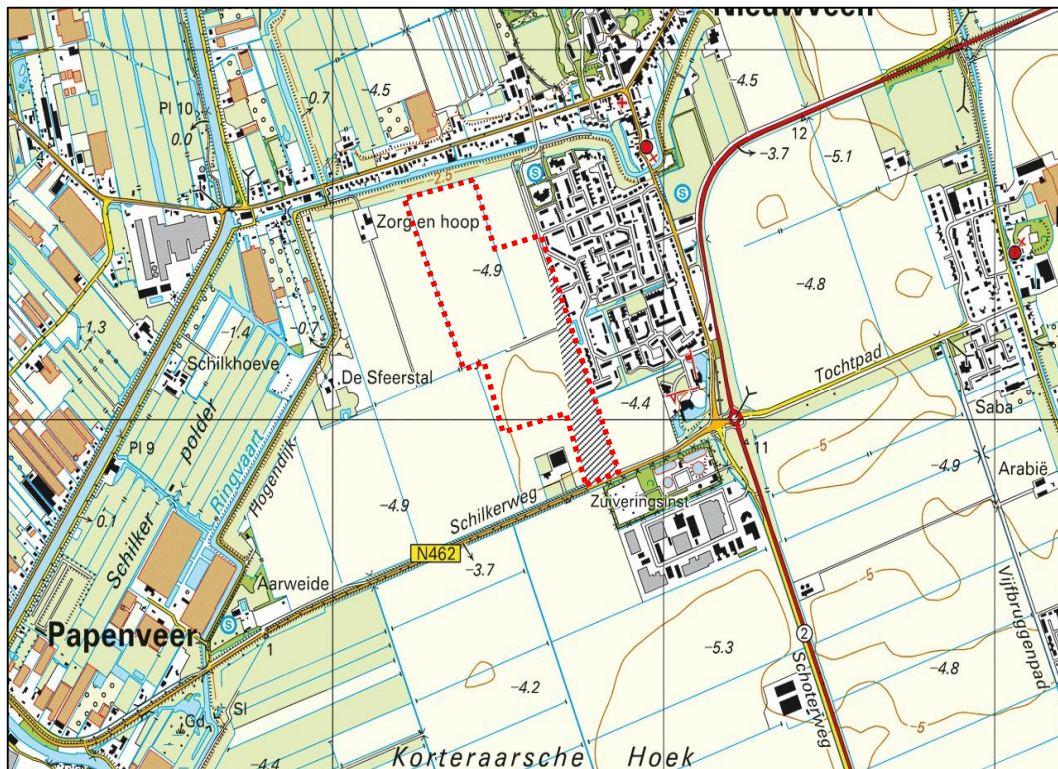 Nieuwveen
-4.5
-4.5
-0.7
Pl 10
0.0
12
-3.7
-5.1
-2.5
S
S
Zorg en hoop
-4.9
-4.8
-1.3
-1.4
-0.7
Schilkhoeve
De Sfeerstal
Tochtpad
-4.4
Saba
11
-5
Pl 9
polder
Ringvaart
Hogendijk
-4.9
Arabië
-4.9
Schilkerweg
Zuiveringsinst
0.1
Schilker
N462
-3.7
-5
Aarweide
S
Vijfbruggenpad
Papenveer
1
2
-5.3
-4.8
Schoterweg
-4.2
Gd
Sl
-5
-4.4
Korteraarsche Hoek